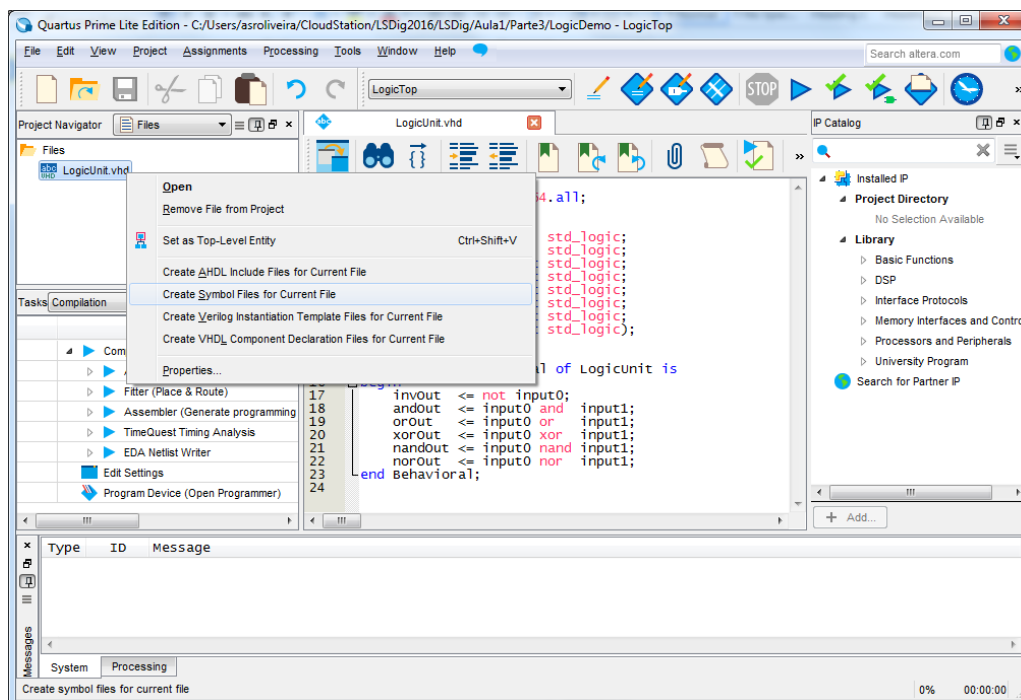 Quartus Prime Lite Edition - C:/Users/asroliveira/CloudStation/LSDig2016/LSDig/Aula1/Parte3/LogicDemo - LogicTop
File Edit View Project Assignments Processing Tools Window Help
Search altera.com
LogicTop
STOP
»
Project Navigator
Files
LogicUnit.vhd
IP Catalog
Files
LogicUnit.vhd
»
Open
Remove File from Project
Set as Top-Level Entity Ctrl+Shift+V
Create AHDL Include Files for Current File
Create Symbol Files for Current File
Create Verilog Instantiation Template Files for Current File
Create VHDL Component Declaration Files for Current File
Properties...
.all;
std_logic;
std_logic;
std_logic;
std_logic;
std_logic;
std_logic;
std_logic;
std_logic);
of LogicUnit is
17 invOut <= not input0;
18 andOut <= input0 and input1;
19 orOut <= input0 or input1;
20 xorOut <= input0 xor input1;
21 nandOut <= input0 nand input1;
22 norOut <= input0 nor input1;
23 end Behavioral;
24
Installed IP
Project Directory
No Selection Available
Library
Basic Functions
DSP
Interface Protocols
Memory Interfaces and Contro
Processors and Peripherals
University Program
Search for Partner IP
+ Add...
Tasks Compilation
Com
Fitter (Place & Route)
Assembler (Generate programming
TimeQuest Timing Analysis
EDA Netlist Writer
Edit Settings
Program Device (Open Programmer)
Type ID Message
Messages
System Processing
Create symbol files for current file
0% 00:00:00